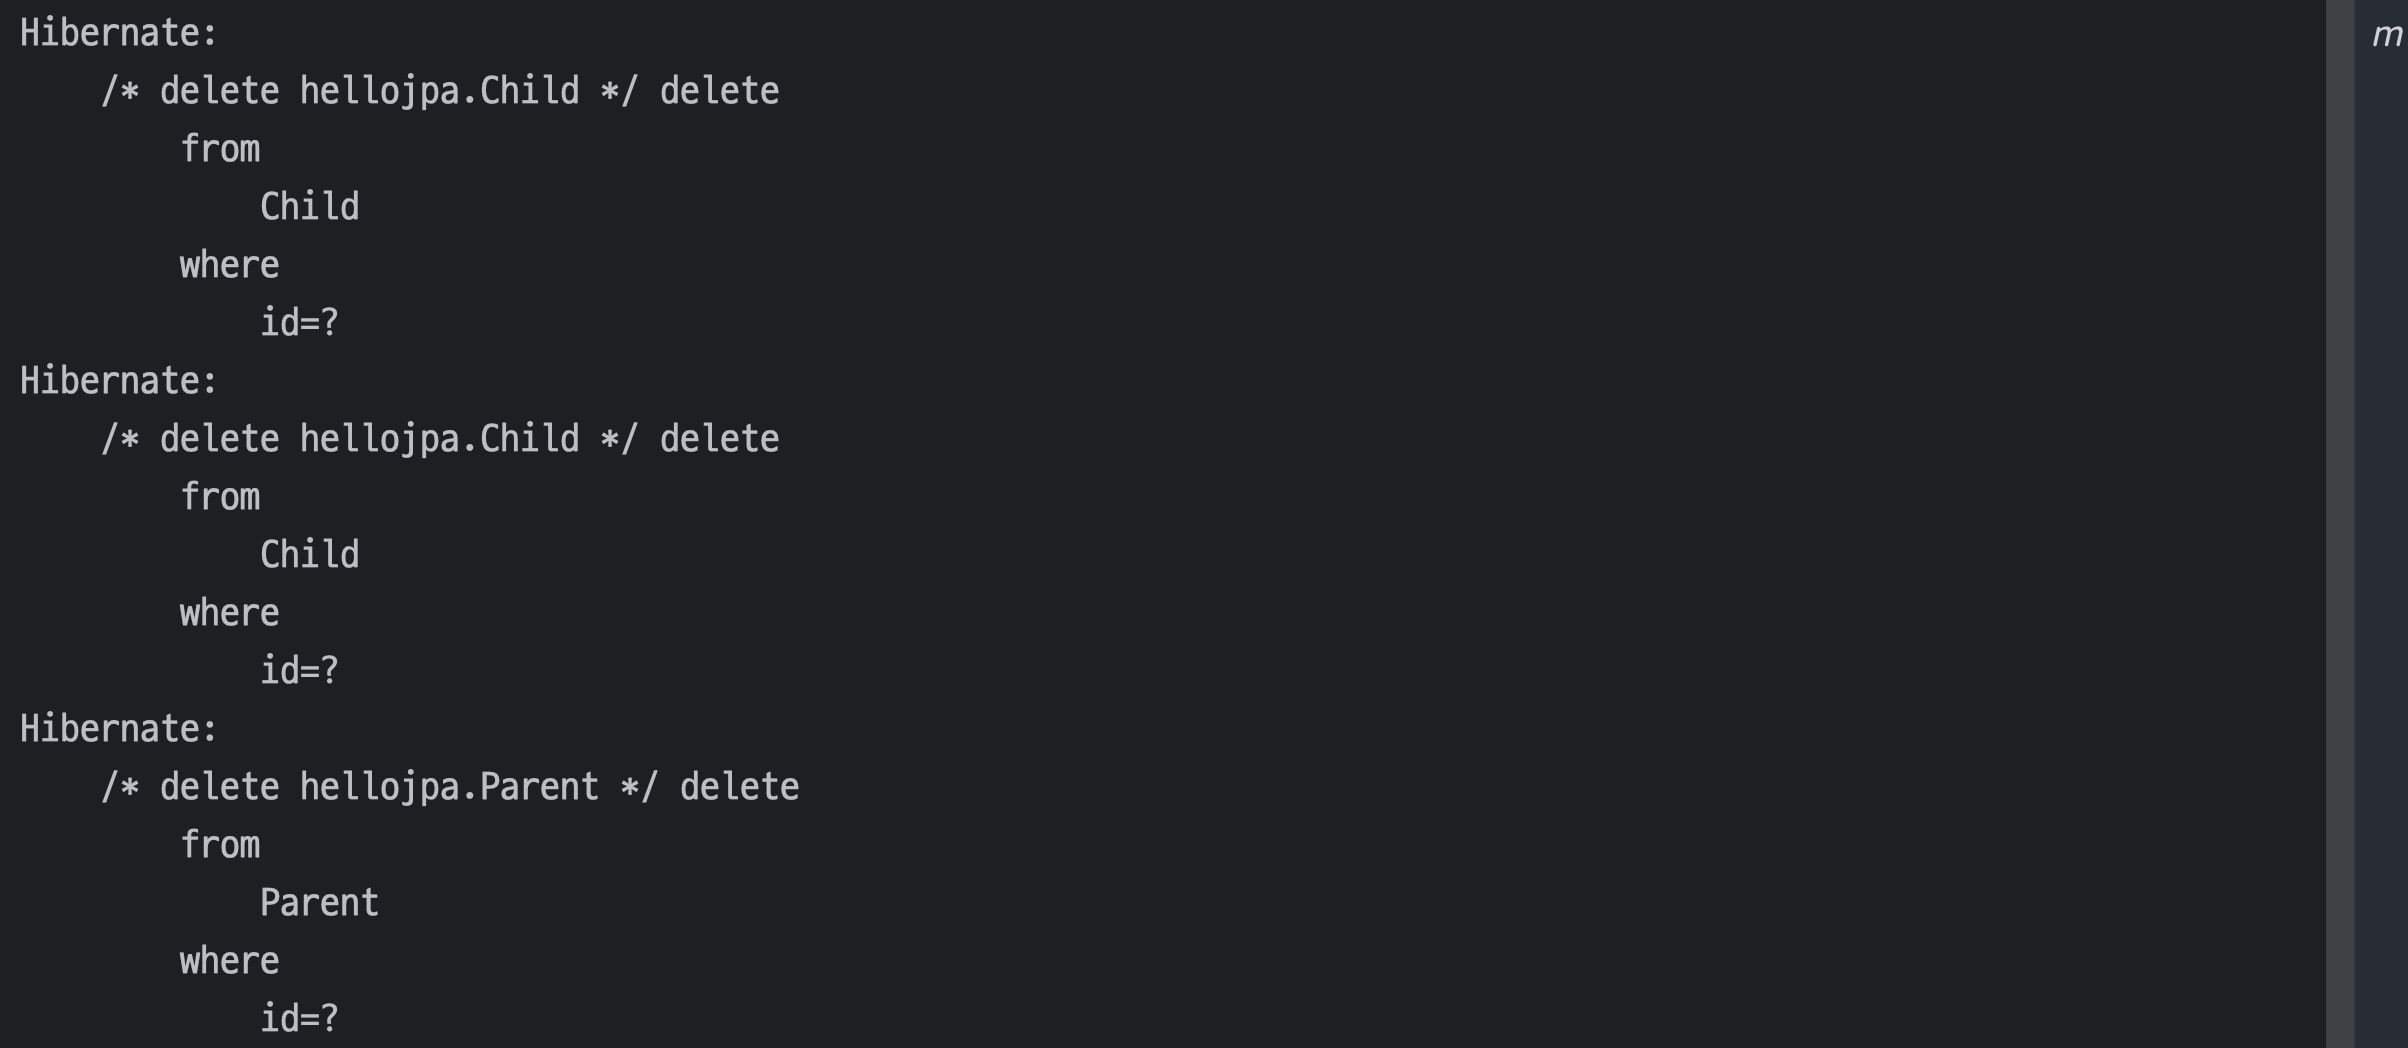 Hibernate:
    /* delete hellojpa.Child */ delete
        from
            Child
        where
            id=?
Hibernate:
    /* delete hellojpa.Child */ delete
        from
            Child
        where
            id=?
Hibernate:
    /* delete hellojpa.Parent */ delete
        from
            Parent
        where
            id=?
m